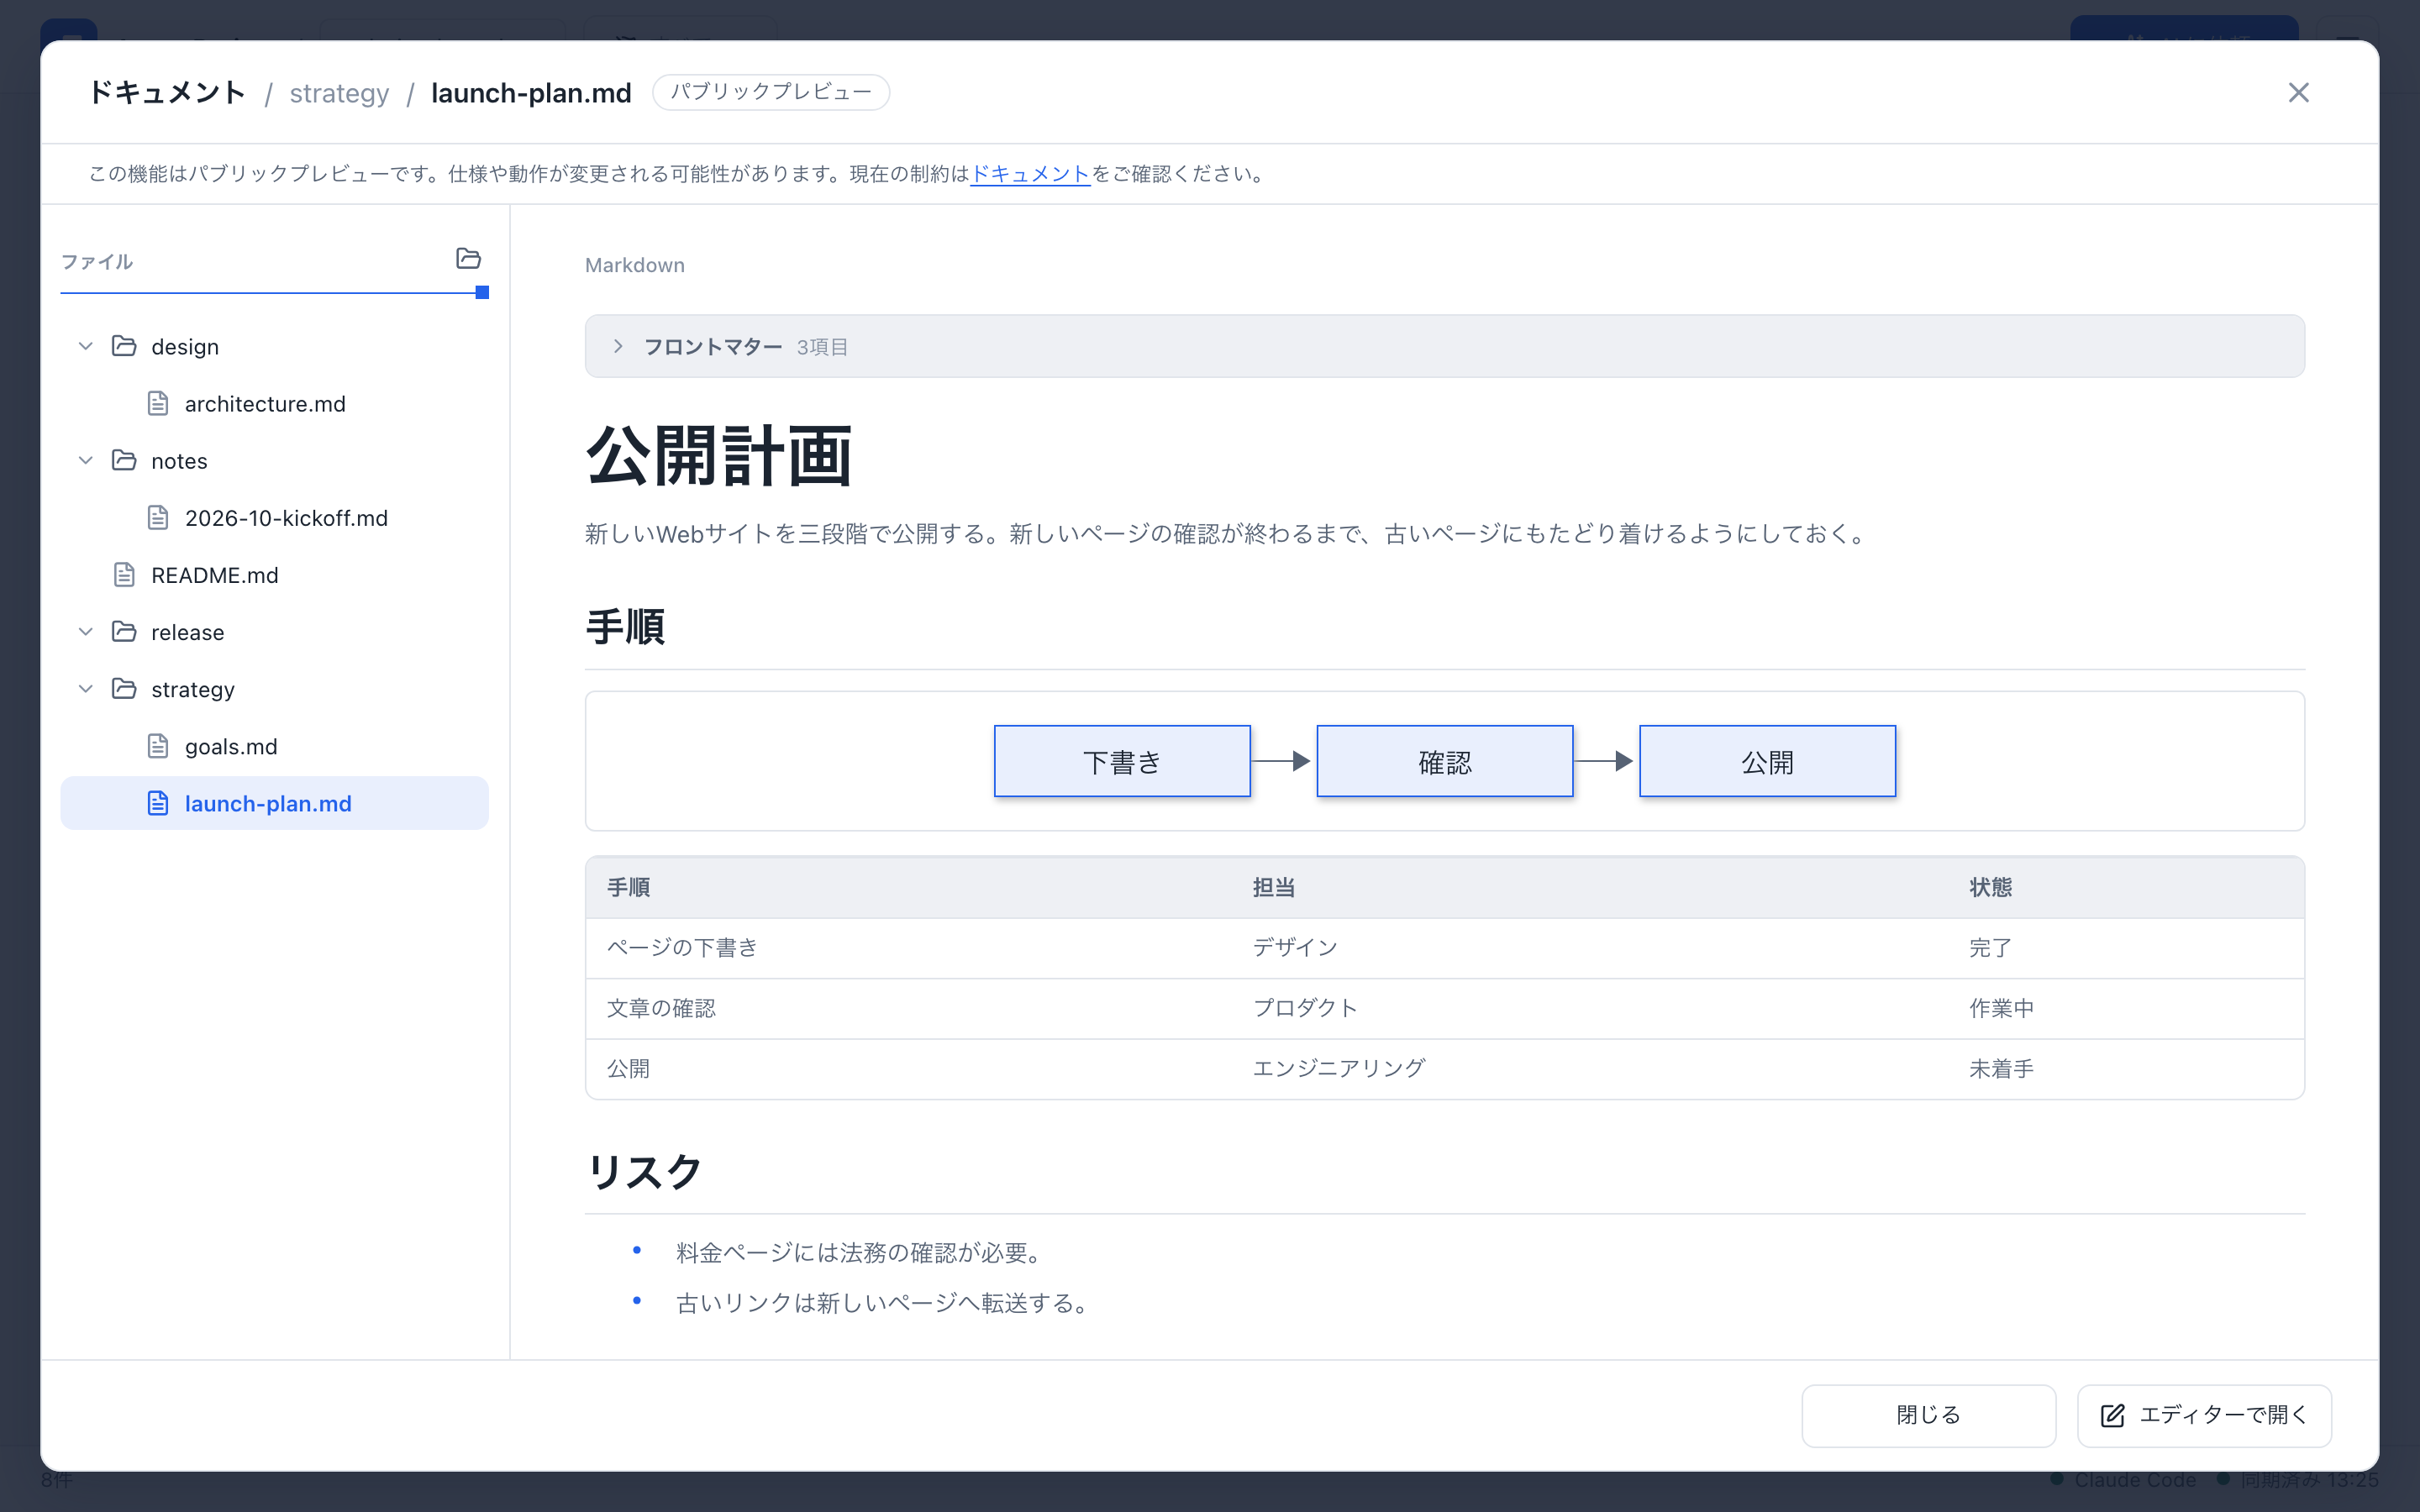 ドキュメント / strategy / launch-plan.md パブリックプレビュー
この機能はパブリックプレビューです。仕様や動作が変更される可能性があります。現在の制約はドキュメントをご確認ください。
ファイル
design
architecture.md
notes
2026-10-kickoff.md
README.md
release
strategy
goals.md
launch-plan.md
Markdown
フロントマター 3項目
公開計画
新しいWebサイトを三段階で公開する。新しいページの確認が終わるまで、古いページにもたどり着けるようにしておく。
手順
下書き 確認 公開
手順 担当 状態
ページの下書き デザイン 完了
文章の確認 プロダクト 作業中
公開 エンジニアリング 未着手
リスク
料金ページには法務の確認が必要。
古いリンクは新しいページへ転送する。
閉じる エディターで開く
8件 Claude Code 同期済み 13:25